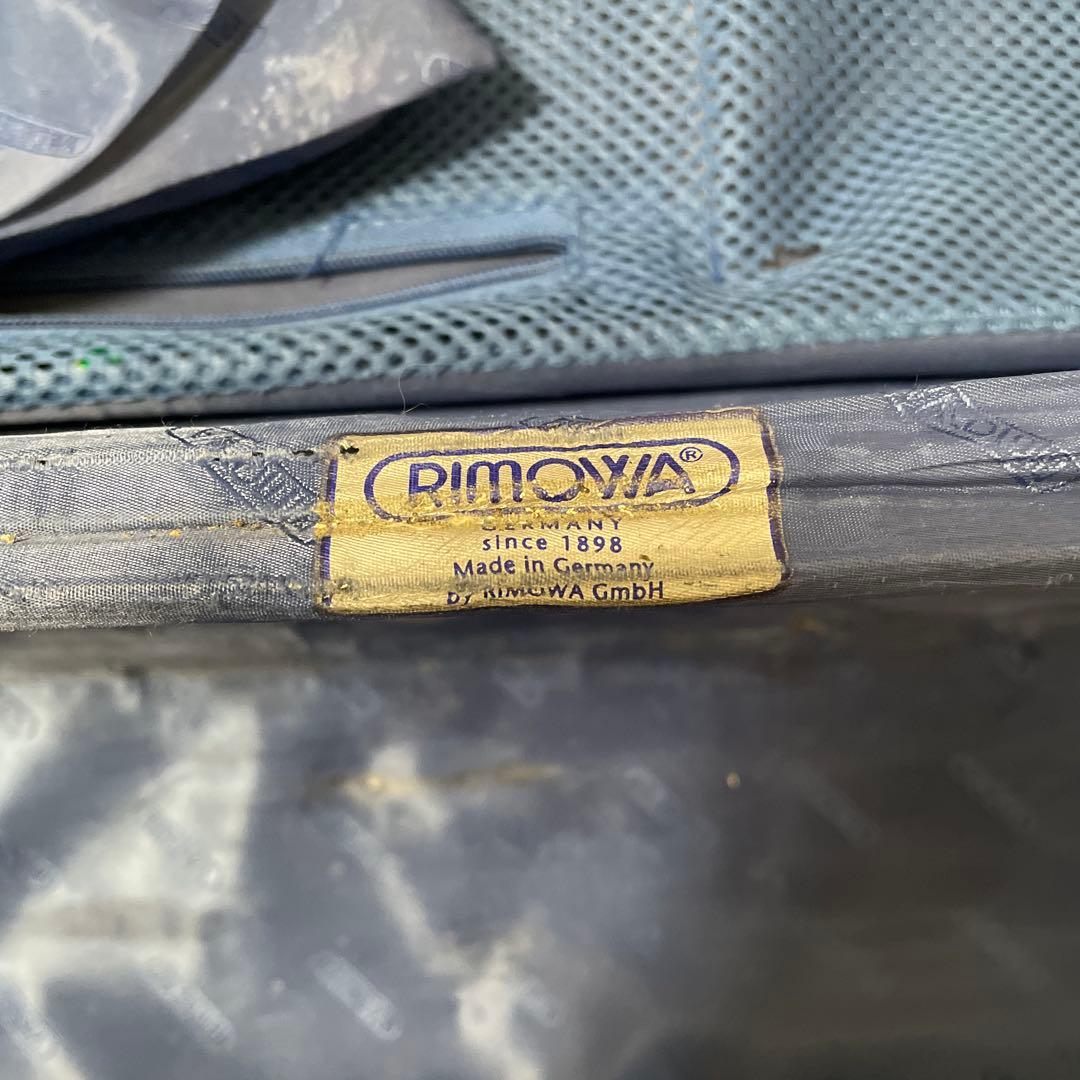 RIMOWA®
GERMANY
since 1898
Made in Germany
by RIMOWA GmbH